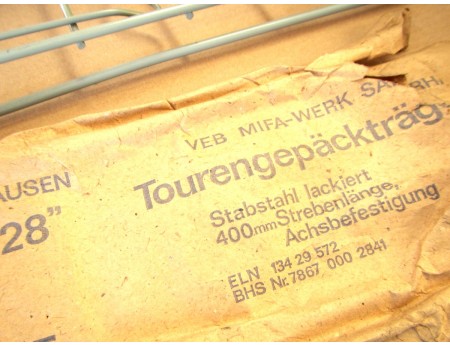 VEB MIFA-WERK SA
RH.
AUSEN
28”
Tourengepäckträg
Stabstahl lackiert
400mm Strebenlänge,
Achsbefestigung
ELN 134 29 572
BHS Nr. 7867 000 2841